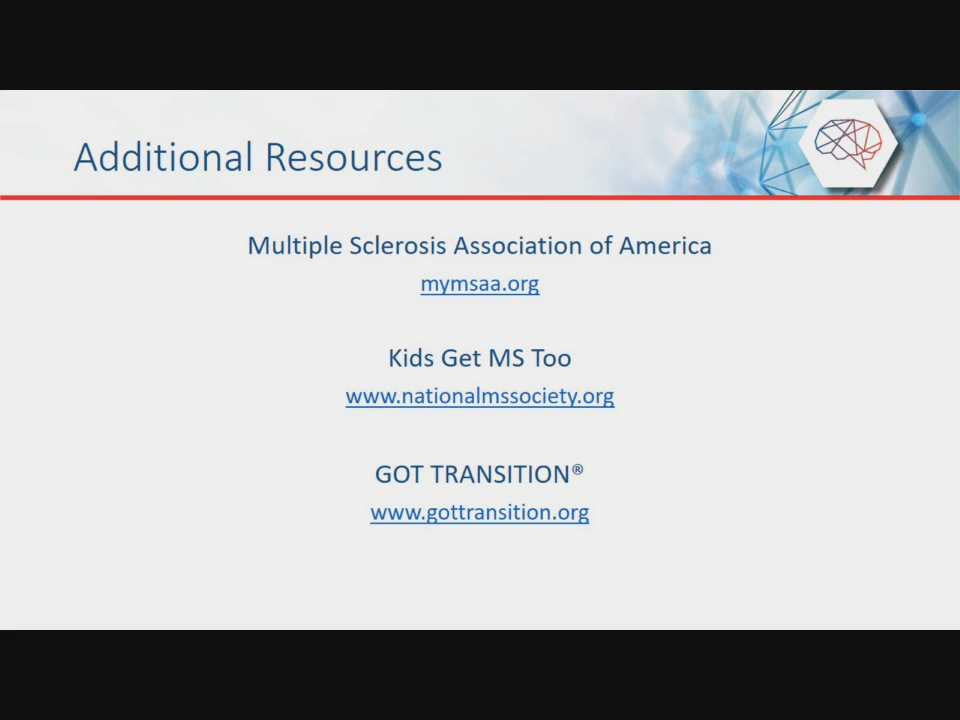 Additional Resources
Multiple Sclerosis Association of America
mymsaa.org
Kids Get MS Too
www.nationalmssociety.org
GOT TRANSITION®
www.gottransition.org